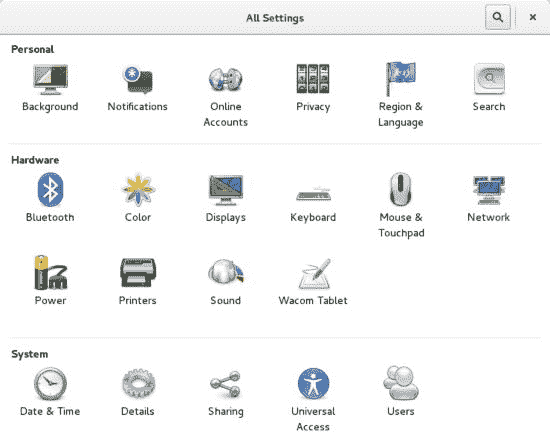 All Settings
Personal
Background Notifications Online Accounts Privacy Region & Language Search
Hardware
Bluetooth Color Displays Keyboard Mouse & Touchpad Network
Power Printers Sound Wacom Tablet
System
Date & Time Details Sharing Universal Access Users